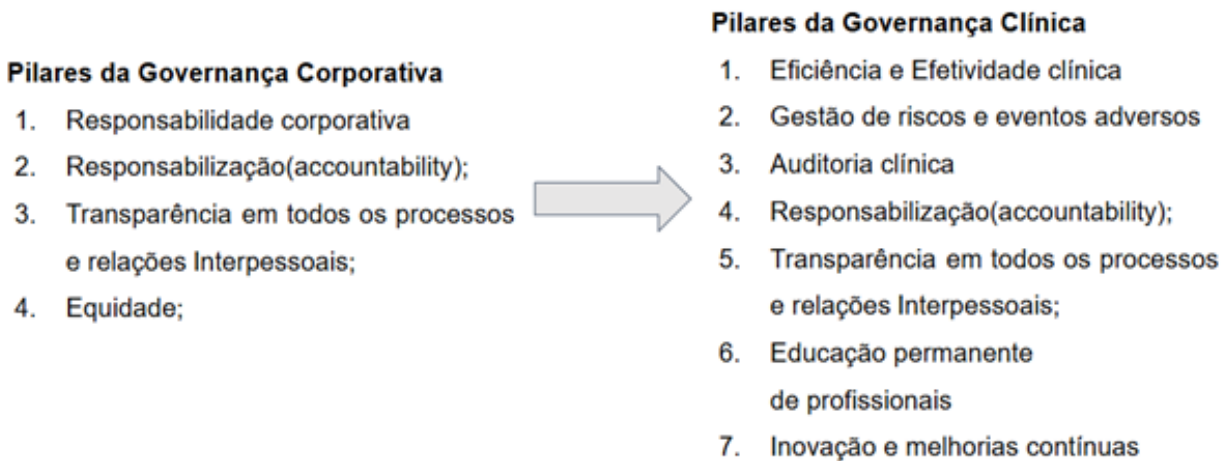 Pilares da Governança Corporativa
1. Responsabilidade corporativa
2. Responsabilização(accountability);
3. Transparência em todos os processos
e relações Interpessoais;
4. Equidade;
Pilares da Governança Clínica
1. Eficiência e Efetividade clínica
2. Gestão de riscos e eventos adversos
3. Auditoria clínica
4. Responsabilização(accountability);
5. Transparência em todos os processos
e relações Interpessoais;
6. Educação permanente
de profissionais
7. Inovação e melhorias contínuas